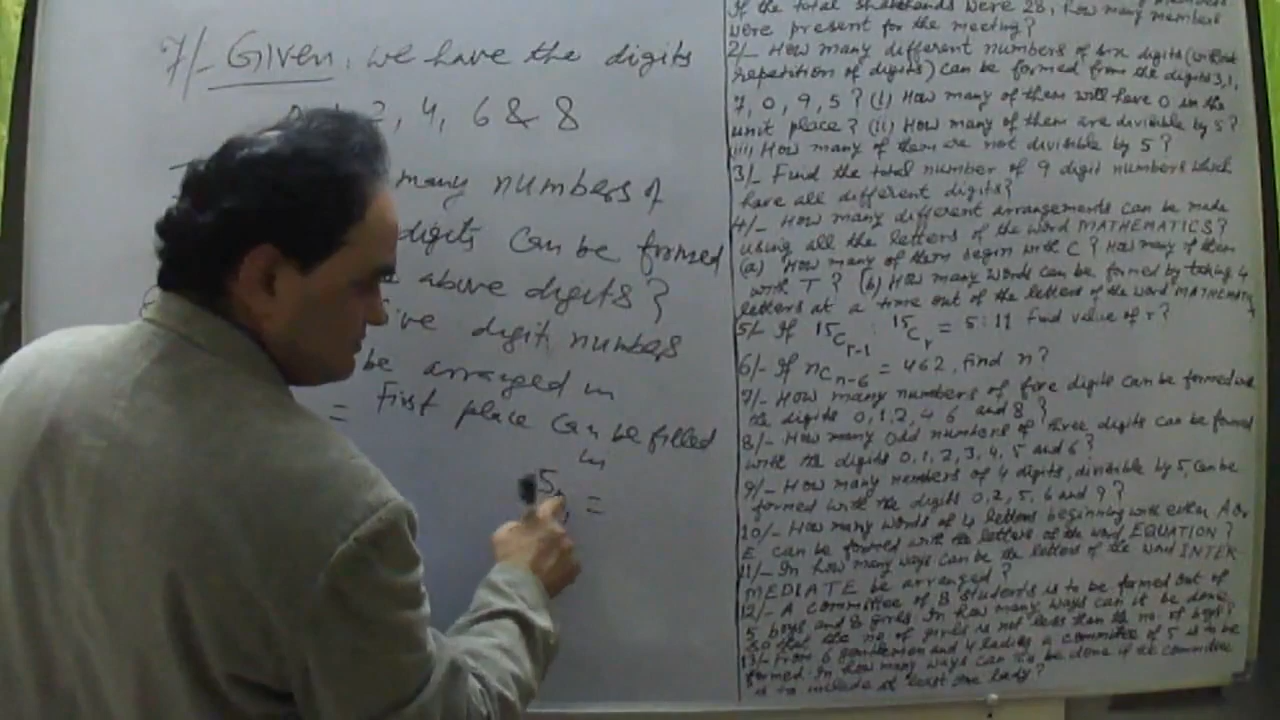 7/- Given, we have the digits
2, 4, 6 & 8
many numbers of
digits can be formed
above digits?
digit numbers
be arranged in
= First place can be filled
in
5
=
If the total shakehands were 28, how many members
were present for the meeting?
2/- How many different numbers of six digits (without
repetition of digits) can be formed from the digits 3, 1,
7, 0, 9, 5? (i) How many of them will have 0 in the
unit place? (ii) How many of them are divisible by 5?
(iii) How many of them are not divisible by 5?
3/- Find the total number of 9 digit numbers which
have all different digits?
4/- How many different arrangements can be made
using all the letters of the word MATHEMATICS?
(a) How many of them begin with C? How many of them
with T? (b) How many words can be formed by taking 4
letters at a time out of the letters of the word MATHEMATI
5/- If 15Cr-1 : 15Cr = 5:11 Find value of r?
6/- If nCn-6 = 462, find n?
7/- How many numbers of five digits can be formed with
the digits 0, 1, 2, 4 6 and 8?
8/- How many odd numbers of three digits can be formed
with the digits 0, 1, 2, 3, 4, 5 and 6?
9/- How many numbers of 4 digits, divisible by 5, can be
formed with the digits 0, 2, 5, 6 and 9?
10/- How many words of 4 letters beginning with either A or
E can be formed with the letters of the word EQUATION?
11/- In how many ways can be the letters of the word INTER
MEDIATE be arranged?
12/- A committee of 8 students is to be formed out of
5 boys and 8 girls. In how many ways can it be done
so that the no. of girls is not less than the no. of boys?
13/- From 6 gentlemen and 4 ladies a committee of 5 is to be
formed. In how many ways can be done if the committee
is to include at least one lady?